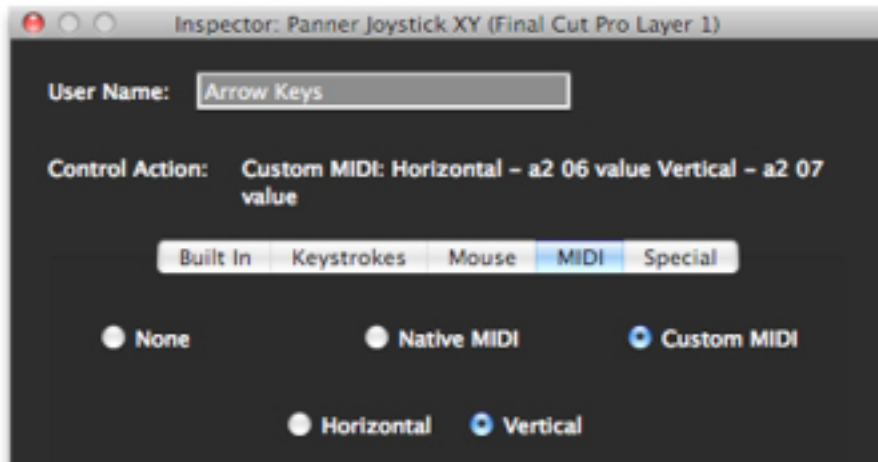 Inspector: Panner Joystick XY (Final Cut Pro Layer 1)
User Name: Arrow Keys
Control Action: Custom MIDI: Horizontal – a2 06 value Vertical – a2 07
value
Built In Keystrokes Mouse MIDI Special
None Native MIDI Custom MIDI
Horizontal Vertical